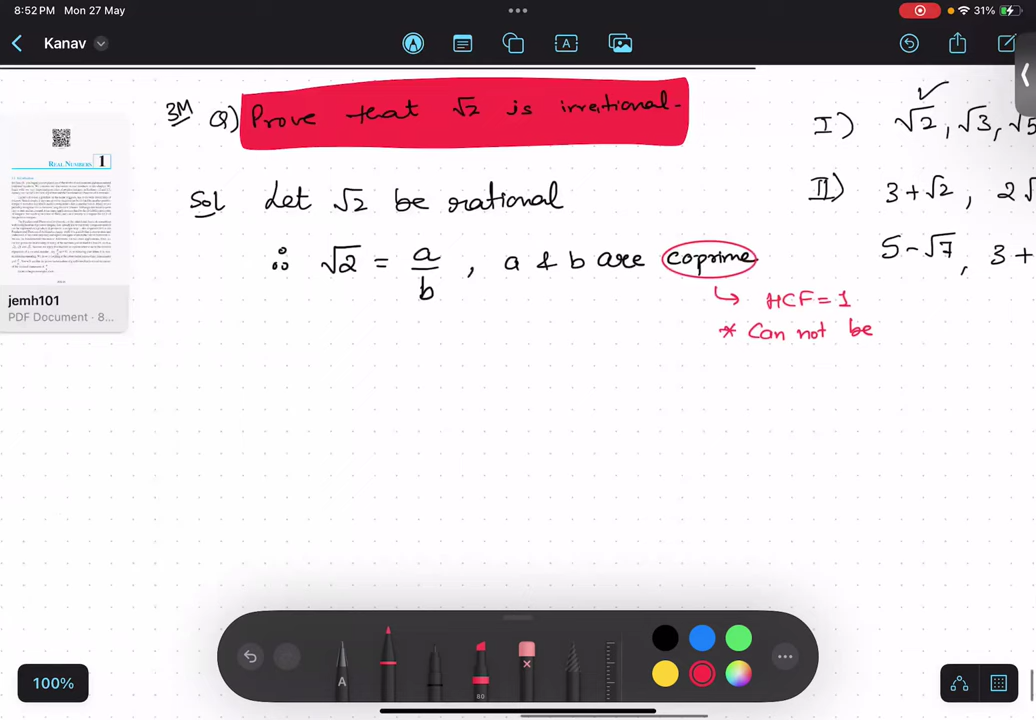 8:52 PM Mon 27 May
31%
Kanav
A
3M Q) Prove that √2 is irrational.
I) √2, √3, √5
REAL NUMBERS 1
Sol Let √2 be rational
II) 3+√2, 2√
∴ √2 = a/b, a & b are coprime.
5-√7, 3+
jemh101
PDF Document · 8...
↳ HCF = 1
* Can not be
A
80
100%